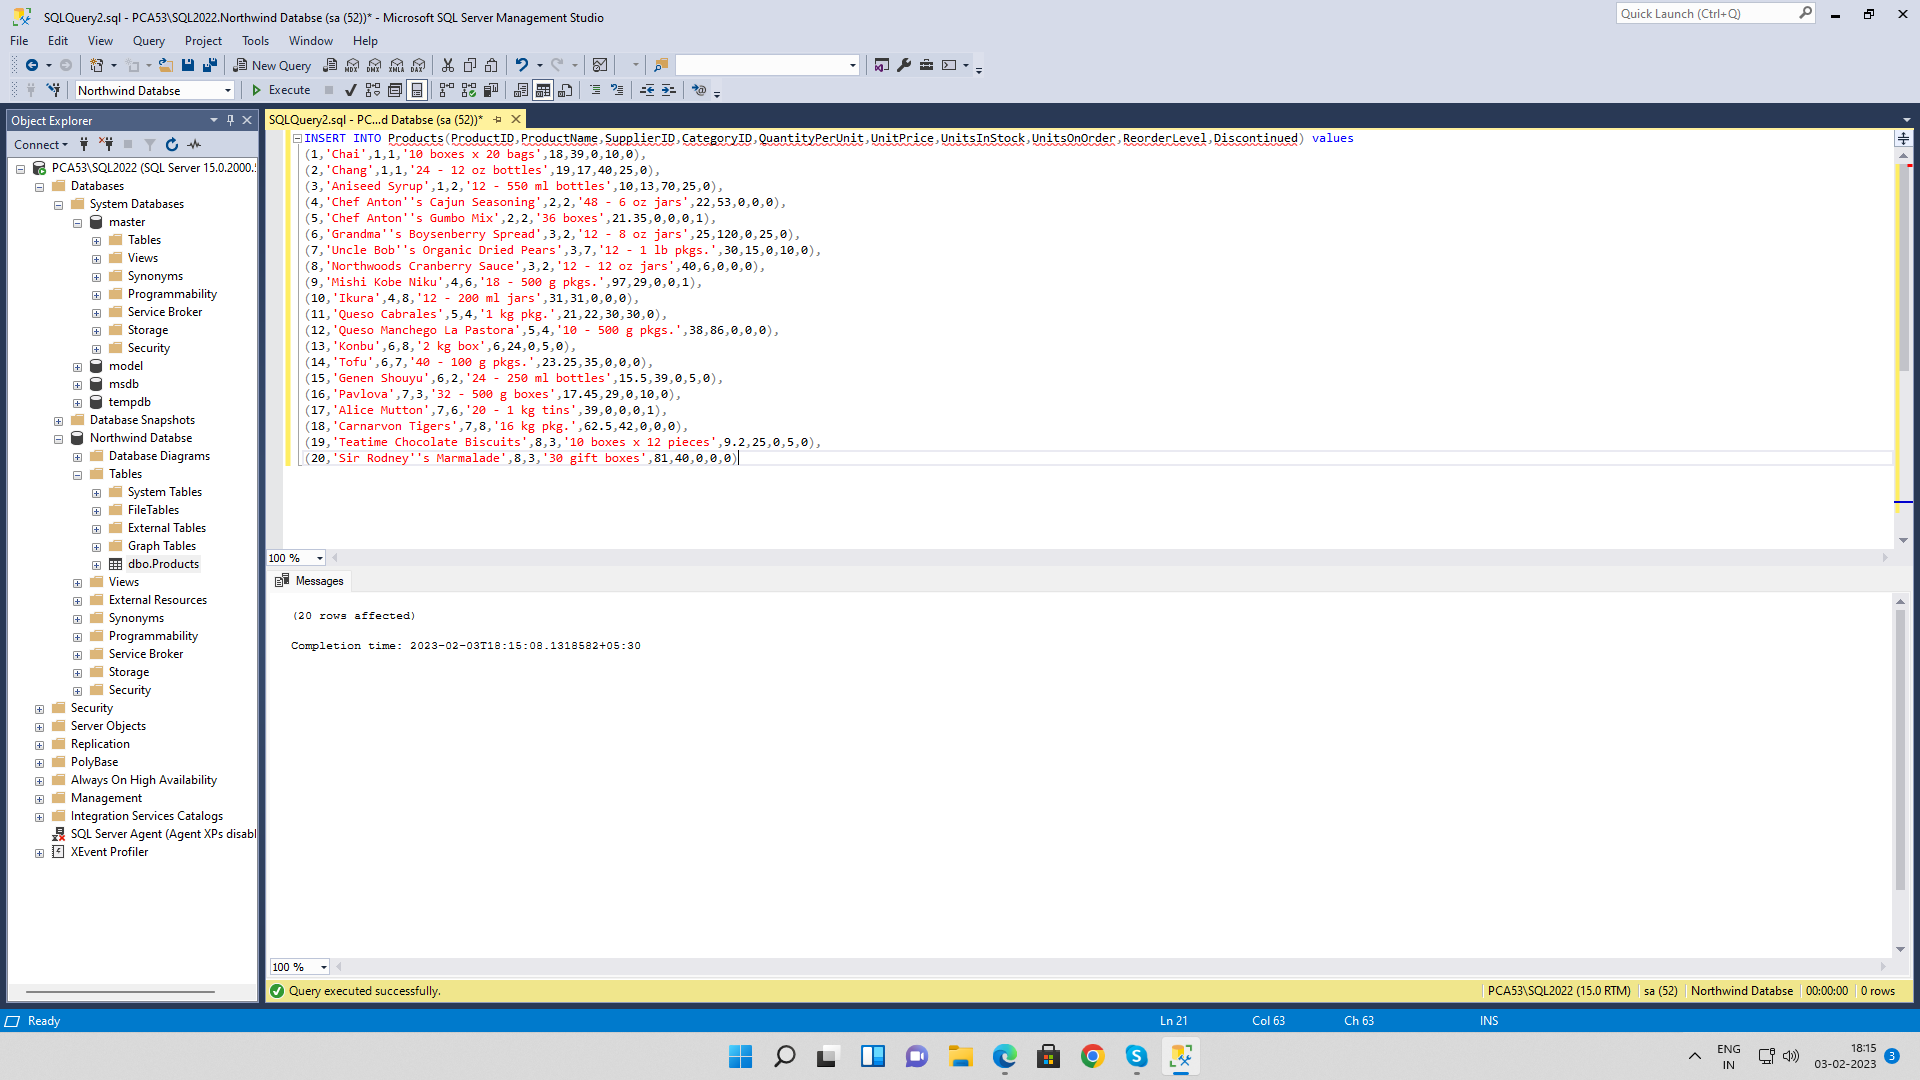 SQLQuery2.sql - PCA53\SQL2022.Northwind Databse (sa (52))* - Microsoft SQL Server Management Studio
Quick Launch (Ctrl+Q)
File Edit View Query Project Tools Window Help
New Query
MDX DMX XMLA DAX
Northwind Databse
Execute
Object Explorer
SQLQuery2.sql - PC...d Databse (sa (52))*
Connect
PCA53\SQL2022 (SQL Server 15.0.2000.
Databases
System Databases
master
Tables
Views
Synonyms
Programmability
Service Broker
Storage
Security
model
msdb
tempdb
Database Snapshots
Northwind Databse
Database Diagrams
Tables
System Tables
FileTables
External Tables
Graph Tables
dbo.Products
Views
External Resources
Synonyms
Programmability
Service Broker
Storage
Security
Security
Server Objects
Replication
PolyBase
Always On High Availability
Management
Integration Services Catalogs
SQL Server Agent (Agent XPs disabl
XEvent Profiler
INSERT INTO Products(ProductID,ProductName,SupplierID,CategoryID,QuantityPerUnit,UnitPrice,UnitsInStock,UnitsOnOrder,ReorderLevel,Discontinued) values
(1,'Chai',1,1,'10 boxes x 20 bags',18,39,0,10,0),
(2,'Chang',1,1,'24 - 12 oz bottles',19,17,40,25,0),
(3,'Aniseed Syrup',1,2,'12 - 550 ml bottles',10,13,70,25,0),
(4,'Chef Anton''s Cajun Seasoning',2,2,'48 - 6 oz jars',22,53,0,0,0),
(5,'Chef Anton''s Gumbo Mix',2,2,'36 boxes',21.35,0,0,0,1),
(6,'Grandma''s Boysenberry Spread',3,2,'12 - 8 oz jars',25,120,0,25,0),
(7,'Uncle Bob''s Organic Dried Pears',3,7,'12 - 1 lb pkgs.',30,15,0,10,0),
(8,'Northwoods Cranberry Sauce',3,2,'12 - 12 oz jars',40,6,0,0,0),
(9,'Mishi Kobe Niku',4,6,'18 - 500 g pkgs.',97,29,0,0,1),
(10,'Ikura',4,8,'12 - 200 ml jars',31,31,0,0,0),
(11,'Queso Cabrales',5,4,'1 kg pkg.',21,22,30,30,0),
(12,'Queso Manchego La Pastora',5,4,'10 - 500 g pkgs.',38,86,0,0,0),
(13,'Konbu',6,8,'2 kg box',6,24,0,5,0),
(14,'Tofu',6,7,'40 - 100 g pkgs.',23.25,35,0,0,0),
(15,'Genen Shouyu',6,2,'24 - 250 ml bottles',15.5,39,0,5,0),
(16,'Pavlova',7,3,'32 - 500 g boxes',17.45,29,0,10,0),
(17,'Alice Mutton',7,6,'20 - 1 kg tins',39,0,0,0,1),
(18,'Carnarvon Tigers',7,8,'16 kg pkg.',62.5,42,0,0,0),
(19,'Teatime Chocolate Biscuits',8,3,'10 boxes x 12 pieces',9.2,25,0,5,0),
(20,'Sir Rodney''s Marmalade',8,3,'30 gift boxes',81,40,0,0,0)
100 %
Messages
(20 rows affected)
Completion time: 2023-02-03T18:15:08.1318582+05:30
100 %
Query executed successfully.
PCA53\SQL2022 (15.0 RTM) sa (52) Northwind Databse 00:00:00 0 rows
Ready
Ln 21 Col 63 Ch 63 INS
ENG
IN
18:15
03-02-2023
3